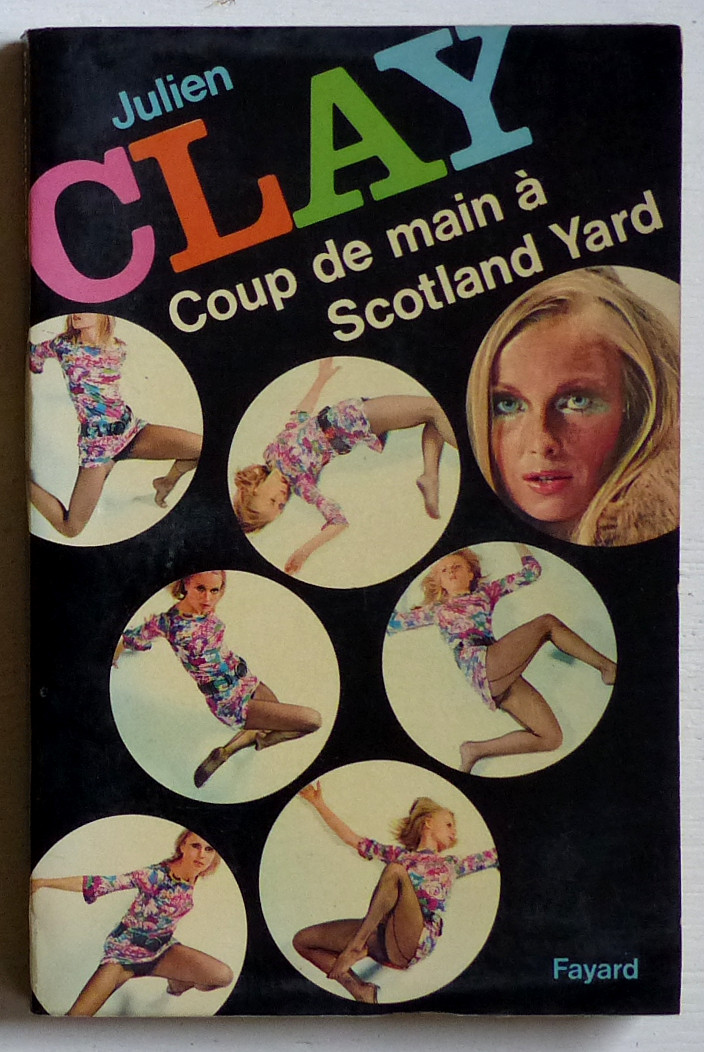 Julien
CLAY
Coup de main à
Scotland Yard
Fayard